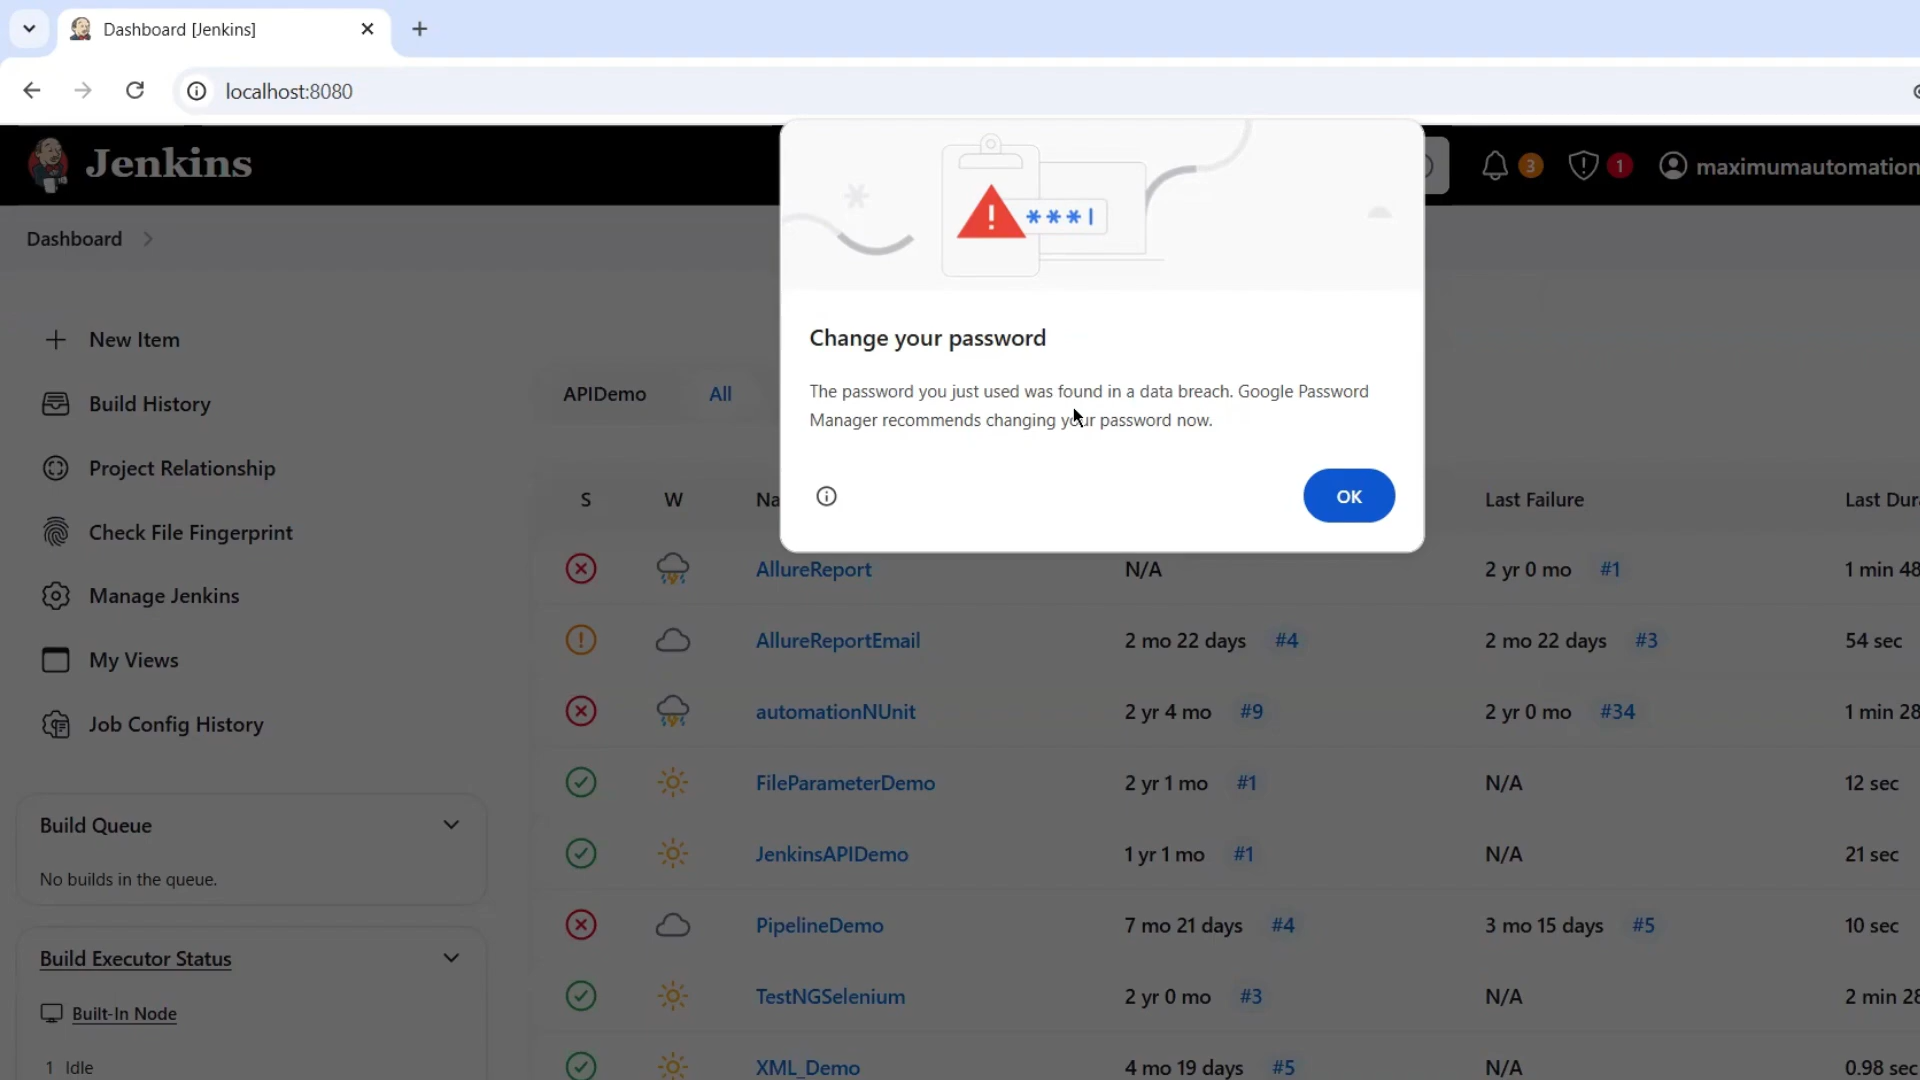 Dashboard [Jenkins]
localhost:8080
Jenkins
3
1
maximumautomation
Dashboard
Change your password
The password you just used was found in a data breach. Google Password
Manager recommends changing your password now.
OK
New Item
Build History
Project Relationship
Check File Fingerprint
Manage Jenkins
My Views
Job Config History
Build Queue
No builds in the queue.
Build Executor Status
Built-In Node
1 Idle
APIDemo All
S W Na Last Failure Last Dura
AllureReport N/A 2 yr 0 mo #1 1 min 48
AllureReportEmail 2 mo 22 days #4 2 mo 22 days #3 54 sec
automationNUnit 2 yr 4 mo #9 2 yr 0 mo #34 1 min 28
FileParameterDemo 2 yr 1 mo #1 N/A 12 sec
JenkinsAPIDemo 1 yr 1 mo #1 N/A 21 sec
PipelineDemo 7 mo 21 days #4 3 mo 15 days #5 10 sec
TestNGSelenium 2 yr 0 mo #3 N/A 2 min 28
XML_Demo 4 mo 19 days #5 N/A 0.98 sec